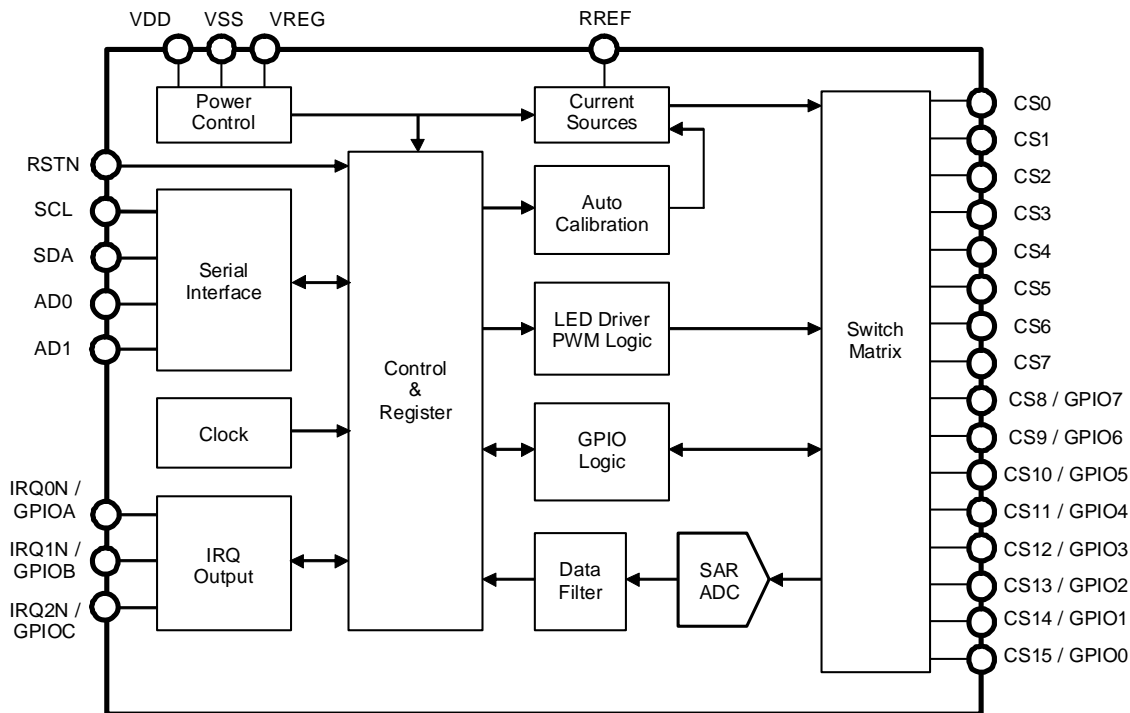 VDD
VSS
VREG
RREF
Power
Control
Current
Sources
RSTN
SCL
SDA
AD0
AD1
Serial
Interface
Auto
Calibration
LED Driver
PWM Logic
Control
&
Register
Switch
Matrix
Clock
GPIO
Logic
IRQ0N /
GPIOA
IRQ1N /
GPIOB
IRQ2N /
GPIOC
IRQ
Output
Data
Filter
SAR
ADC
CS0
CS1
CS2
CS3
CS4
CS5
CS6
CS7
CS8 / GPIO7
CS9 / GPIO6
CS10 / GPIO5
CS11 / GPIO4
CS12 / GPIO3
CS13 / GPIO2
CS14 / GPIO1
CS15 / GPIO0